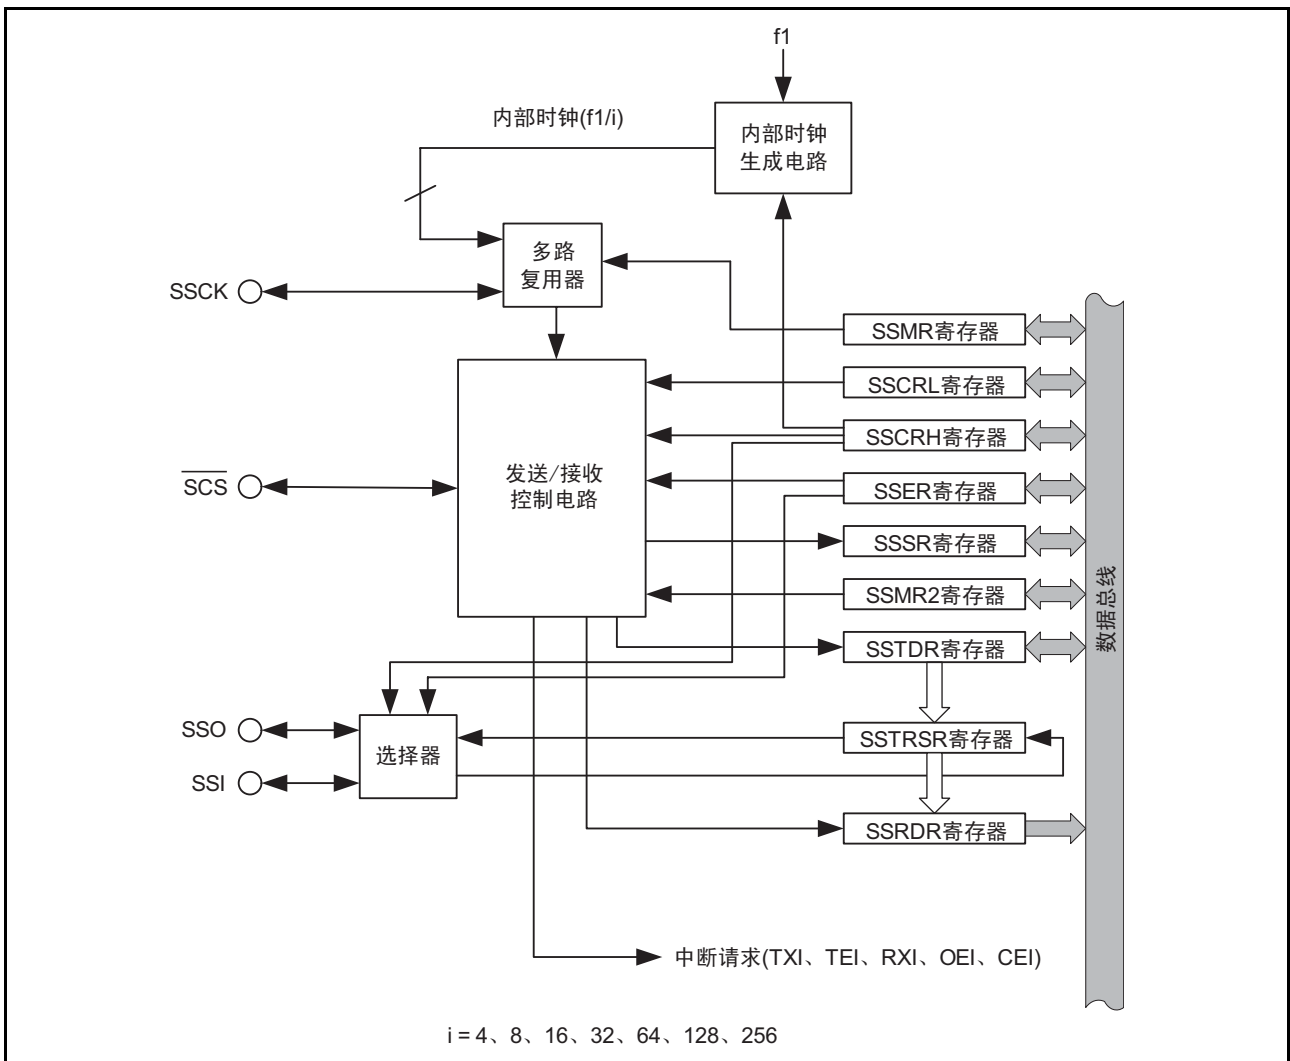 f1
内部时钟(f1/i)
内部时钟
生成电路
多路
复用器
SSCK
SSMR寄存器
SSCRL寄存器
SSCRH寄存器
发送/接收
控制电路
SCS
SSER寄存器
SSSR寄存器
SSMR2寄存器
数据总线
SSTDR寄存器
SSO
选择器
SSTRSR寄存器
SSI
SSRDR寄存器
中断请求(TXI、TEI、RXI、OEI、CEI)
i = 4、8、16、32、64、128、256